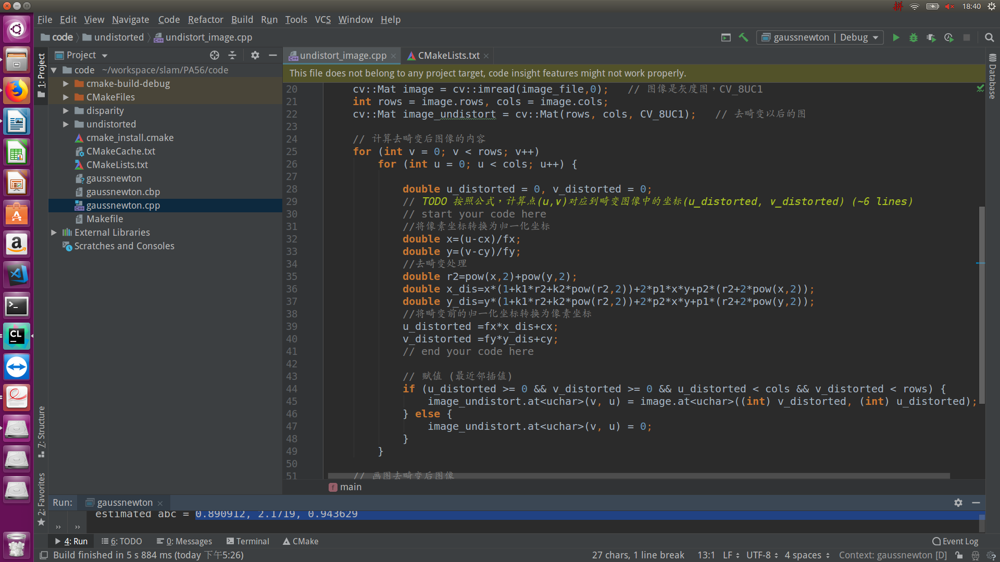 拼
18:40
File Edit View Navigate Code Refactor Build Run Tools VCS Window Help
code undistorted undistort_image.cpp
gaussnewton | Debug
1: Project
Project
undistort_image.cpp
CMakeLists.txt
Database
This file does not belong to any project target, code insight features might not work properly.
code ~/workspace/slam/PA56/code
cmake-build-debug
CMakeFiles
disparity
undistorted
cmake_install.cmake
CMakeCache.txt
CMakeLists.txt
gaussnewton
gaussnewton.cbp
gaussnewton.cpp
Makefile
External Libraries
Scratches and Consoles
20 cv::Mat image = cv::imread(image_file,0);   // 图像是灰度图，CV_8UC1
21 int rows = image.rows, cols = image.cols;
22 cv::Mat image_undistort = cv::Mat(rows, cols, CV_8UC1);   // 去畸变以后的图
23
24 // 计算去畸变后图像的内容
25 for (int v = 0; v < rows; v++)
26 for (int u = 0; u < cols; u++) {
27
28 double u_distorted = 0, v_distorted = 0;
29 // TODO 按照公式，计算点(u,v)对应到畸变图像中的坐标(u_distorted, v_distorted) (~6 lines)
30 // start your code here
31 //将像素坐标转换为归一化坐标
32 double x=(u-cx)/fx;
33 double y=(v-cy)/fy;
34 //去畸变处理
35 double r2=pow(x,2)+pow(y,2);
36 double x_dis=x*(1+k1*r2+k2*pow(r2,2))+2*p1*x*y+p2*(r2+2*pow(x,2));
37 double y_dis=y*(1+k1*r2+k2*pow(r2,2))+2*p2*x*y+p1*(r2+2*pow(y,2));
38 //将畸变前的归一化坐标转换为像素坐标
39 u_distorted =fx*x_dis+cx;
40 v_distorted =fy*y_dis+cy;
41 // end your code here
42
43 // 赋值 (最近邻插值)
44 if (u_distorted >= 0 && v_distorted >= 0 && u_distorted < cols && v_distorted < rows) {
45 image_undistort.at<uchar>(v, u) = image.at<uchar>((int) v_distorted, (int) u_distorted);
46 } else {
47 image_undistort.at<uchar>(v, u) = 0;
48 }
49 }
50
51 // 画图去畸变后图像
f main
7: Structure
2: Favorites
Run: gaussnewton
estimated abc = 0.890912, 2.1719, 0.943629
4: Run 6: TODO 0: Messages Terminal CMake Event Log
Build finished in 5 s 884 ms (today 下午5:26)
27 chars, 1 line break 13:1 LF UTF-8 4 spaces Context: gaussnewton [D]
CL